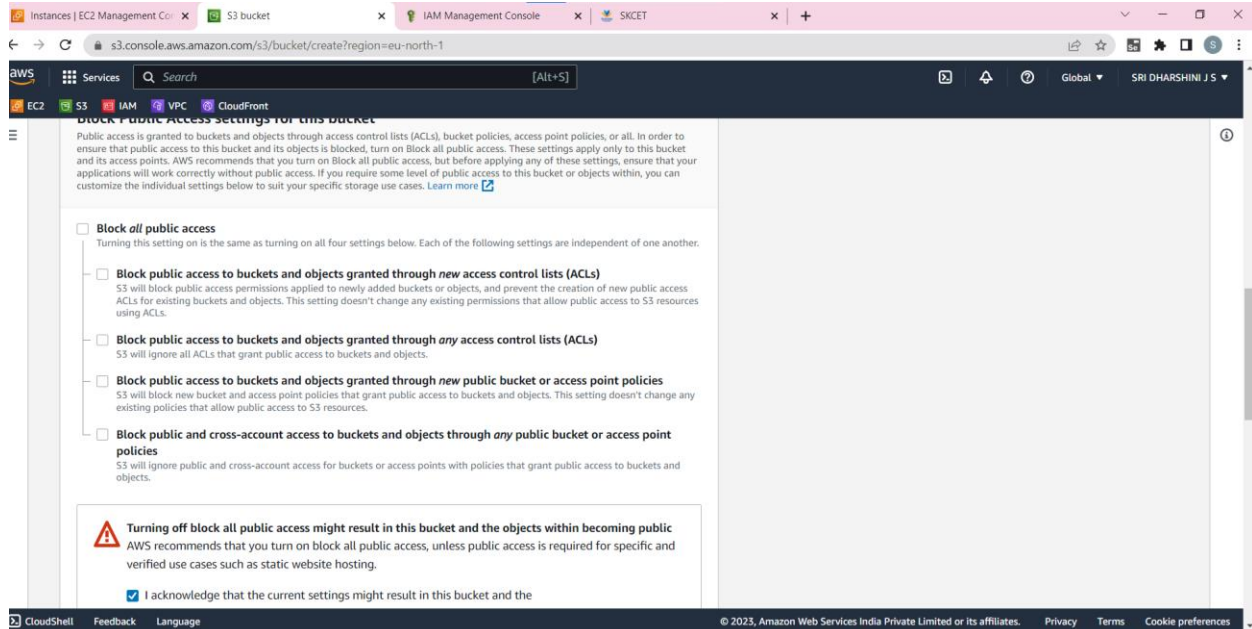 Instances | EC2 Management Con
S3 bucket
IAM Management Console
SKCET
s3.console.aws.amazon.com/s3/bucket/create?region=eu-north-1
Se
S
aws
Services
Search
[Alt+S]
Global
SRI DHARSHINI J S
EC2
S3
IAM
VPC
CloudFront
Block Public Access settings for this bucket
Public access is granted to buckets and objects through access control lists (ACLs), bucket policies, access point policies, or all. In order to
ensure that public access to this bucket and its objects is blocked, turn on Block all public access. These settings apply only to this bucket
and its access points. AWS recommends that you turn on Block all public access, but before applying any of these settings, ensure that your
applications will work correctly without public access. If you require some level of public access to this bucket or objects within, you can
customize the individual settings below to suit your specific storage use cases. Learn more
Block all public access
Turning this setting on is the same as turning on all four settings below. Each of the following settings are independent of one another.
Block public access to buckets and objects granted through new access control lists (ACLs)
S3 will block public access permissions applied to newly added buckets or objects, and prevent the creation of new public access
ACLs for existing buckets and objects. This setting doesn't change any existing permissions that allow public access to S3 resources
using ACLs.
Block public access to buckets and objects granted through any access control lists (ACLs)
S3 will ignore all ACLs that grant public access to buckets and objects.
Block public access to buckets and objects granted through new public bucket or access point policies
S3 will block new bucket and access point policies that grant public access to buckets and objects. This setting doesn't change any
existing policies that allow public access to S3 resources.
Block public and cross-account access to buckets and objects through any public bucket or access point
policies
S3 will ignore public and cross-account access for buckets or access points with policies that grant public access to buckets and
objects.
Turning off block all public access might result in this bucket and the objects within becoming public
AWS recommends that you turn on block all public access, unless public access is required for specific and
verified use cases such as static website hosting.
I acknowledge that the current settings might result in this bucket and the
CloudShell
Feedback
Language
© 2023, Amazon Web Services India Private Limited or its affiliates.
Privacy
Terms
Cookie preferences